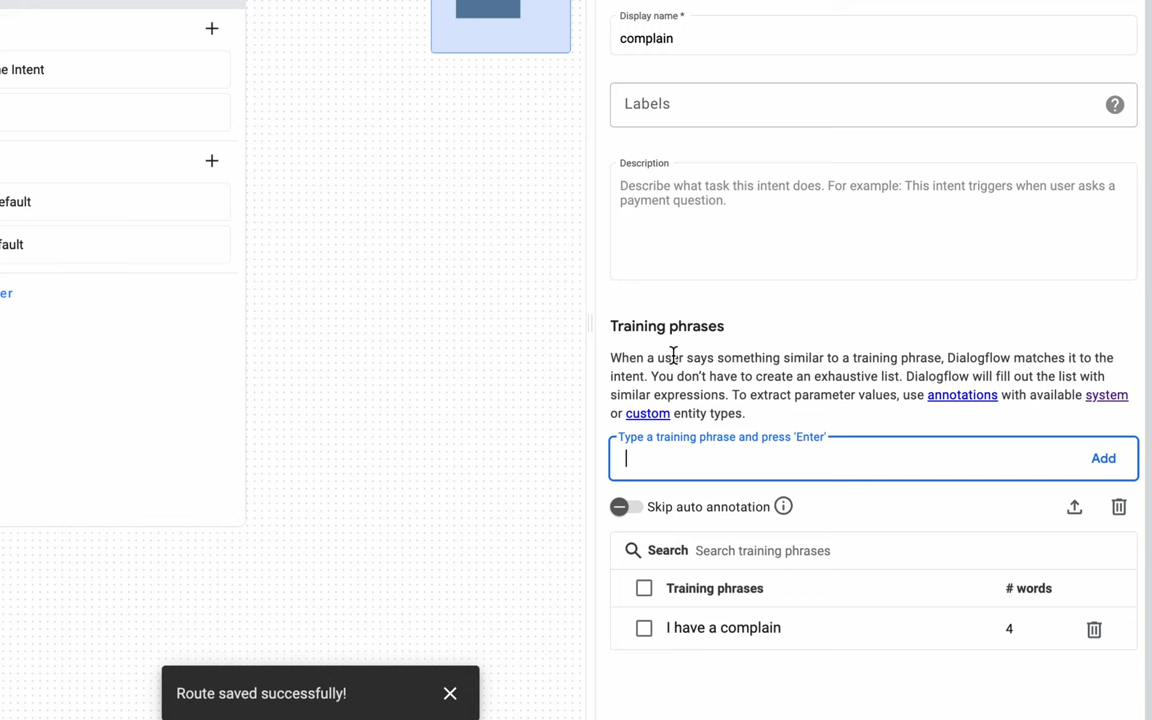 Display name *
complain
e Intent
Labels
Description
Describe what task this intent does. For example: This intent triggers when user asks a
payment question.
efault
fault
er
Training phrases
When a user says something similar to a training phrase, Dialogflow matches it to the
intent. You don't have to create an exhaustive list. Dialogflow will fill out the list with
similar expressions. To extract parameter values, use annotations with available system
or custom entity types.
Type a training phrase and press 'Enter'
Add
Skip auto annotation
Search Search training phrases
Training phrases # words
I have a complain 4
Route saved successfully!